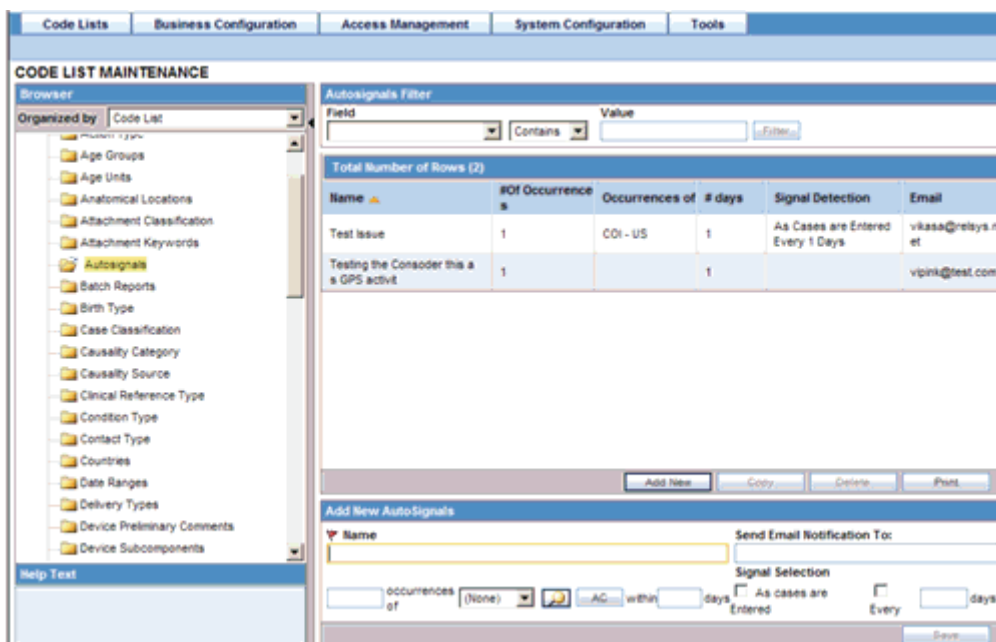 Code Lists Business Configuration Access Management System Configuration Tools
CODE LIST MAINTENANCE
Browser
Organized by Code List
Action Type
Age Groups
Age Units
Anatomical Locations
Attachment Classification
Attachment Keywords
Autosignals
Batch Reports
Birth Type
Case Classification
Causality Category
Causality Source
Clinical Reference Type
Condition Type
Contact Type
Countries
Date Ranges
Delivery Types
Device Preliminary Comments
Device Subcomponents
Help Text
Autosignals Filter
Field Value
Contains Filter
Total Number of Rows (2)
Name #Of Occurrence
s Occurrences of # days Signal Detection Email
Test Issue 1 COI - US 1 As Cases are Entered
Every 1 Days vikasa@relsys.n
et
Testing the Consoder this a
s GPS activit 1 1 vipink@test.com
Add New Copy Delete Print
Add New AutoSignals
Name Send Email Notification To:
Signal Selection
occurrences
of (None) AC within days As cases are
Entered Every days
Save